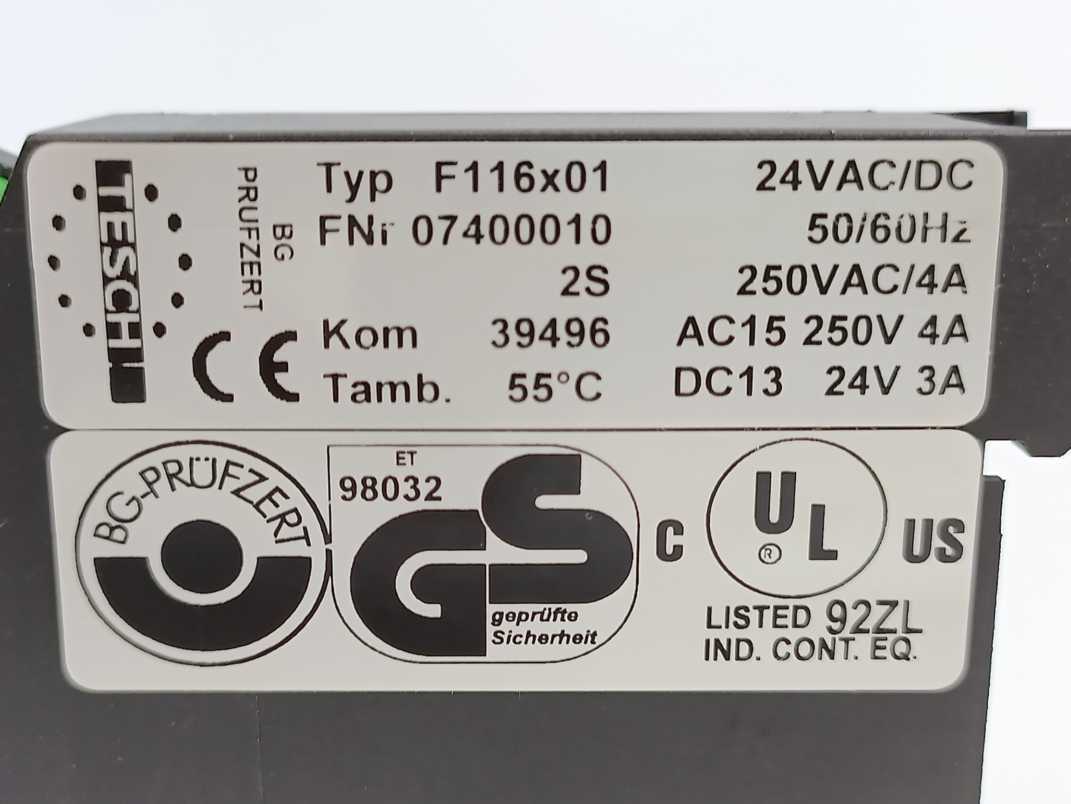 TESCH
BG
PRUFZERT
CE
Typ F116x01 24VAC/DC
FNr 07400010 50/60Hz
2S 250VAC/4A
Kom 39496 AC15 250V 4A
Tamb. 55°C DC13 24V 3A
BG-PRÜFZERT
ET
98032
GS
geprüfte
Sicherheit
C UL US
®
LISTED 92ZL
IND. CONT. EQ.